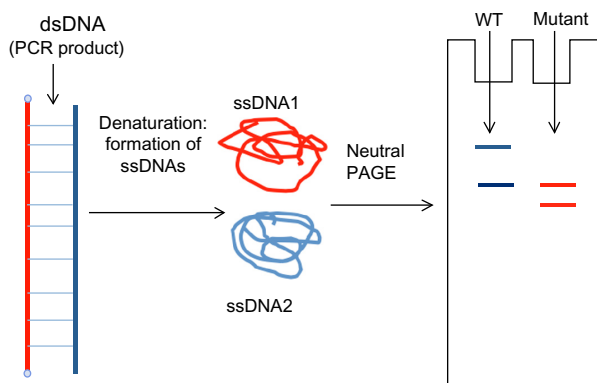 dsDNA
(PCR product)
Denaturation:
formation of
ssDNAs
ssDNA1
ssDNA2
Neutral
PAGE
WT
Mutant